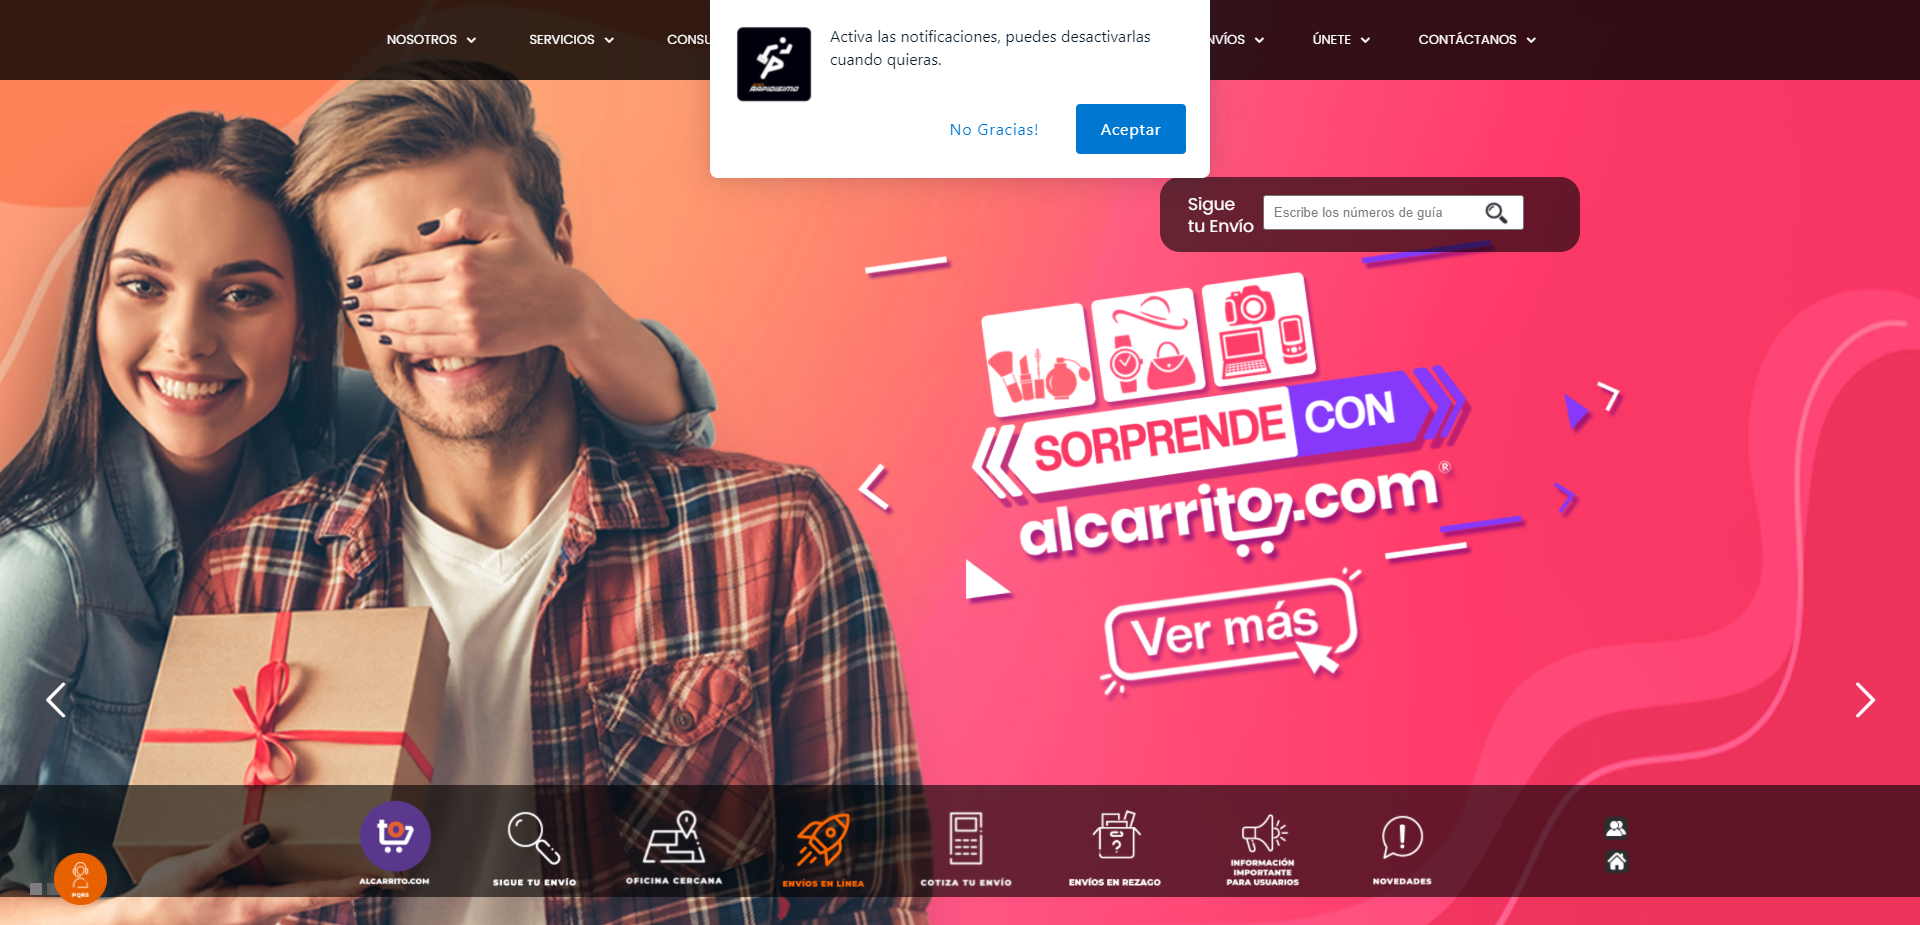 NOSOTROS
SERVICIOS
CONSU
NVÍOS
ÚNETE
CONTÁCTANOS
RAPIDISIMO
Activa las notificaciones, puedes desactivarlas
cuando quieras.
No Gracias!
Aceptar
Sigue
tu Envío
Escribe los números de guía
SORPRENDE CON
alcarrito.com®
Ver más
ALCARRITO.COM
SIGUE TU ENVÍO
OFICINA CERCANA
ENVÍOS EN LÍNEA
COTIZA TU ENVÍO
ENVÍOS EN REZAGO
INFORMACIÓN
IMPORTANTE
PARA USUARIOS
NOVEDADES
PQRS